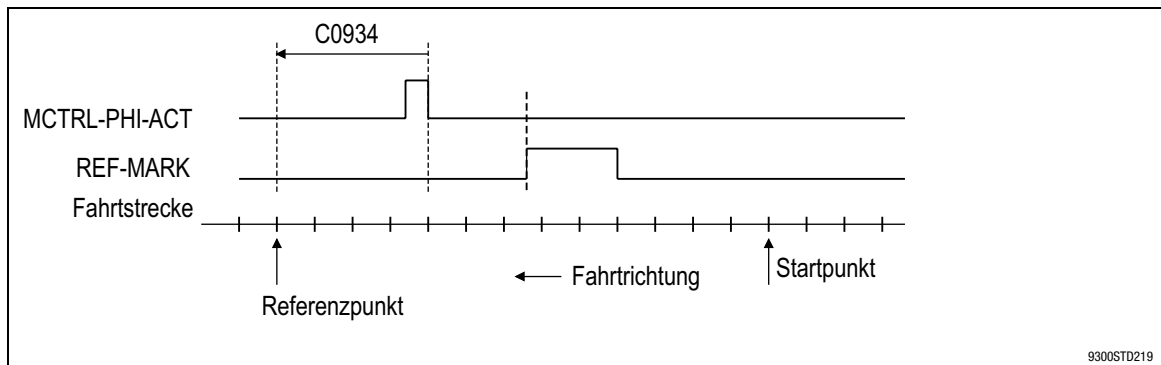 C0934
MCTRL-PHI-ACT
REF-MARK
Fahrtstrecke
Fahrtrichtung
Startpunkt
Referenzpunkt
9300STD219